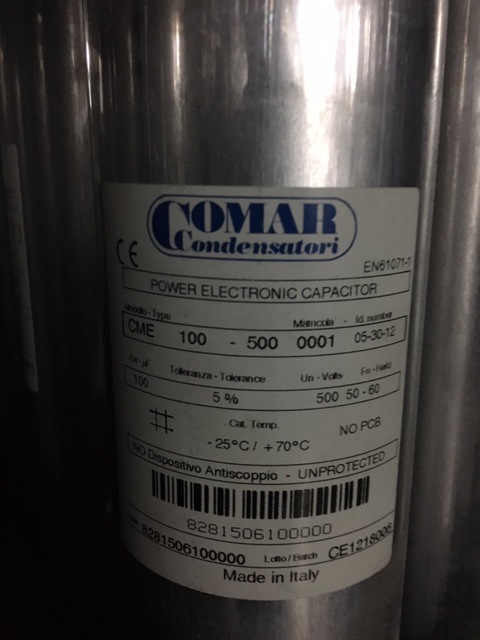 COMAR
Condensatori
CE EN61071-1
POWER ELECTRONIC CAPACITOR
Modello - Type Matricola - Id. number
CME 100 - 500 0001 05-30-12
Cn - µF Tolleranza - Tolerance Un - Volts Fn - Hertz
100 5 % 500 50 - 60
Cat. Temp. NO PCB
- 25°C / + 70°C
NO Dispositivo Antiscoppio - UNPROTECTED
8281506100000
8281506100000 Lotto / Batch CE1218006
Made in Italy